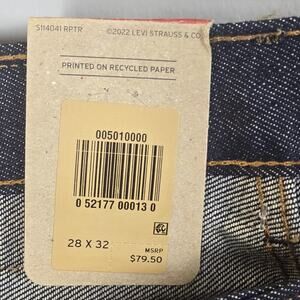 S114041 RPTR ©2022 LEVI STRAUSS & CO.
PRINTED ON RECYCLED PAPER
005010000
0 52177 00013 0
28 X 32
MSRP
$79.50